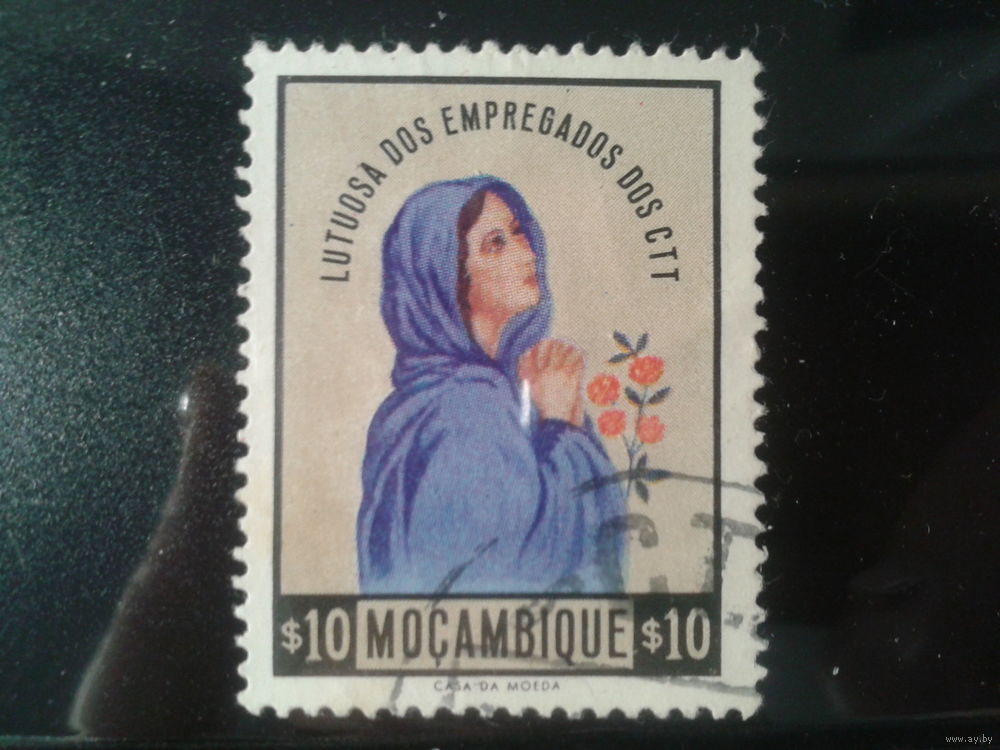 LUTUOSA DOS EMPREGADOS DOS CTT
$10 MOÇAMBIQUE $10
CASA DA MOEDA
www.ay.by